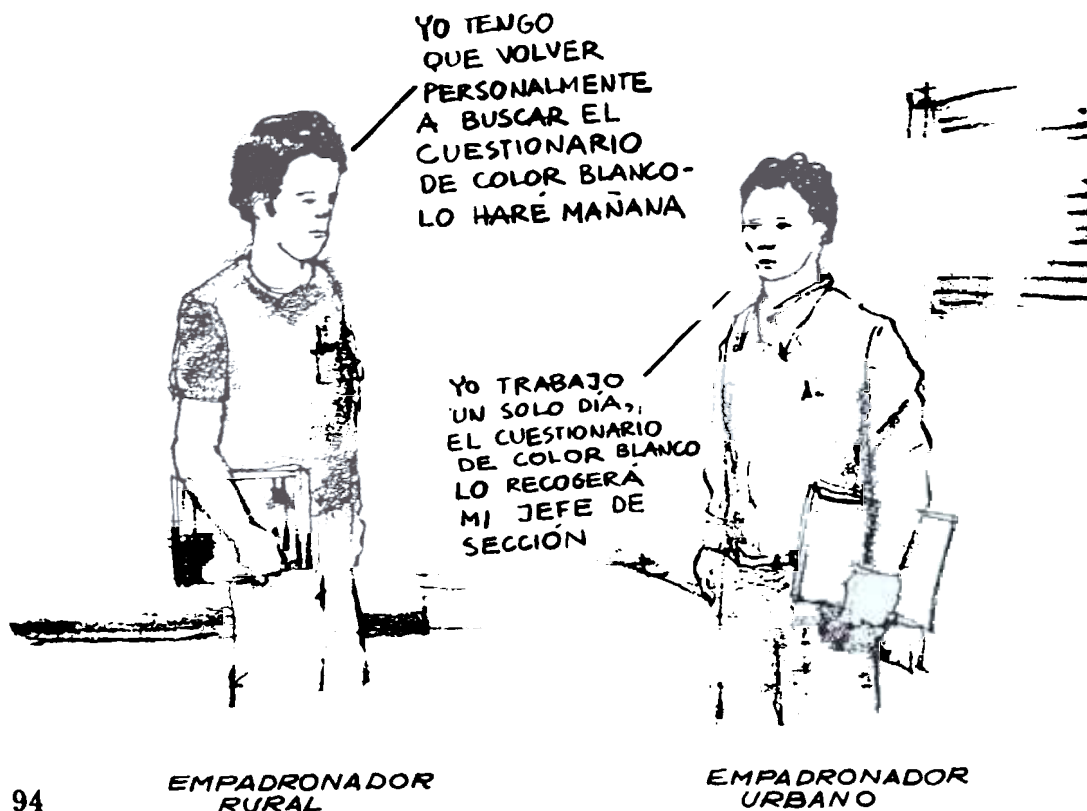 YO TENGO
QUE VOLVER
PERSONALMENTE
A BUSCAR EL
CUESTIONARIO
DE COLOR BLANCO-
LO HARÉ MAÑANA
YO TRABAJO
UN SOLO DÍA,
EL CUESTIONARIO
DE COLOR BLANCO
LO RECOGERÁ
MI JEFE DE
SECCIÓN
EMPADRONADOR
RURAL
EMPADRONADOR
URBANO
94